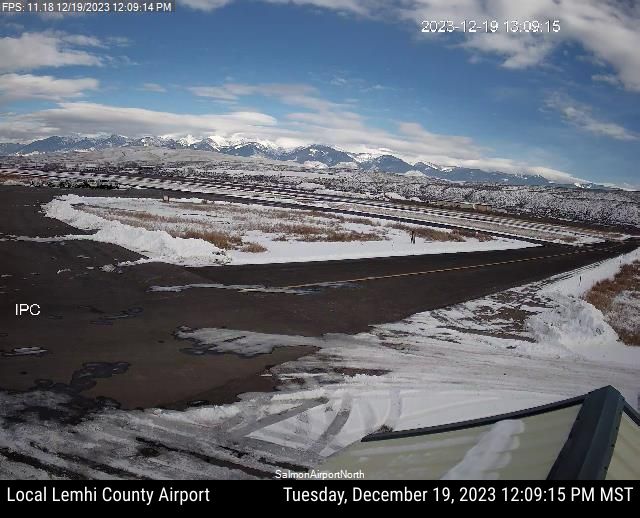 FPS: 11.18 12/19/2023 12:09:14 PM
2023-12-19 13:09:15
IPC
SalmonAirportNorth
Local Lemhi County Airport
Tuesday, December 19, 2023 12:09:15 PM MST